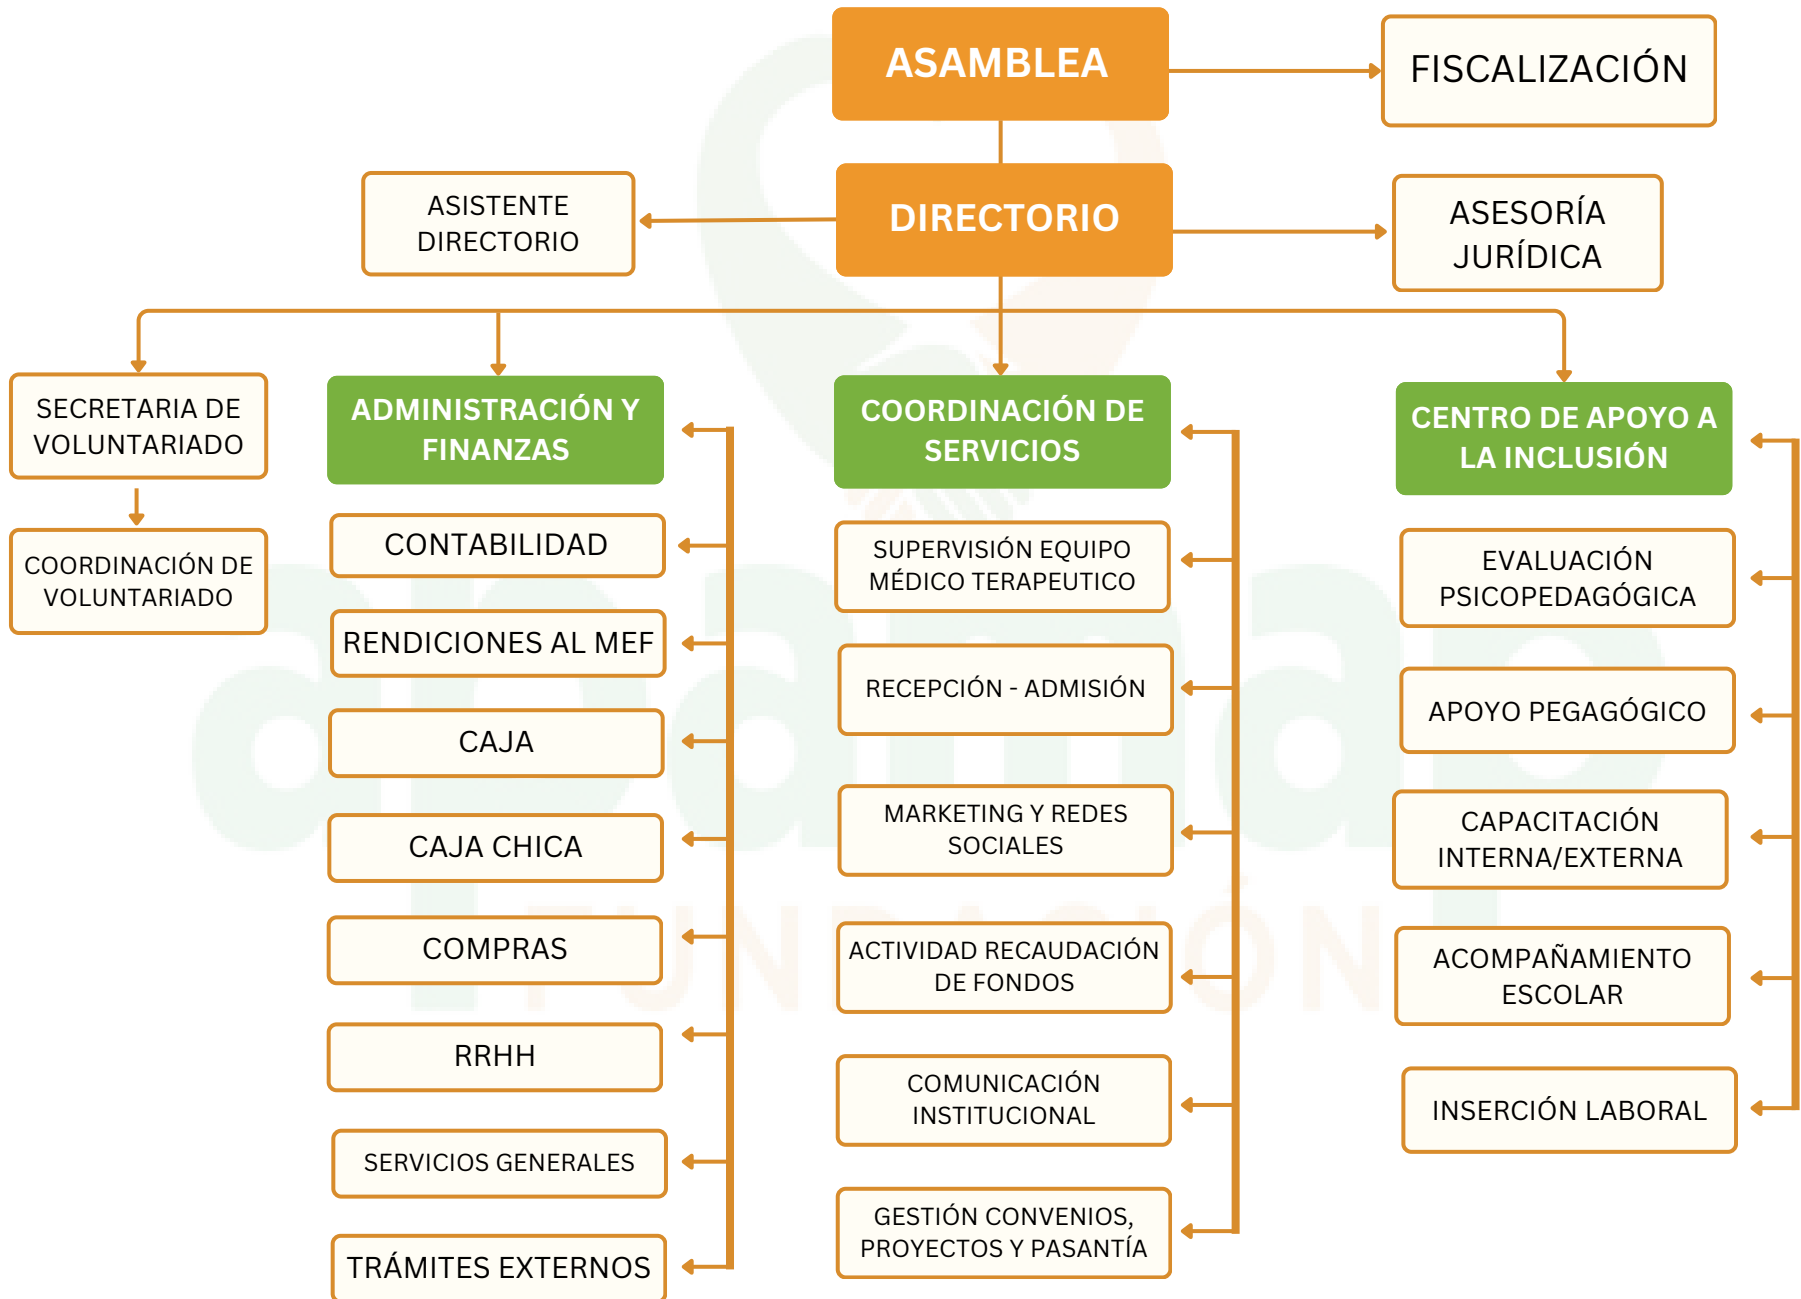 ASAMBLEA
FISCALIZACIÓN
ASISTENTE
DIRECTORIO
DIRECTORIO
ASESORÍA
JURÍDICA
SECRETARIA DE
VOLUNTARIADO
COORDINACIÓN DE
VOLUNTARIADO
ADMINISTRACIÓN Y
FINANZAS
CONTABILIDAD
RENDICIONES AL MEF
CAJA
CAJA CHICA
COMPRAS
RRHH
SERVICIOS GENERALES
TRÁMITES EXTERNOS
COORDINACIÓN DE
SERVICIOS
SUPERVISIÓN EQUIPO
MÉDICO TERAPEUTICO
RECEPCIÓN - ADMISIÓN
MARKETING Y REDES
SOCIALES
ACTIVIDAD RECAUDACIÓN
DE FONDOS
COMUNICACIÓN
INSTITUCIONAL
GESTIÓN CONVENIOS,
PROYECTOS Y PASANTÍA
CENTRO DE APOYO A
LA INCLUSIÓN
EVALUACIÓN
PSICOPEDAGÓGICA
APOYO PEGAGÓGICO
CAPACITACIÓN
INTERNA/EXTERNA
ACOMPAÑAMIENTO
ESCOLAR
INSERCIÓN LABORAL
apamap
FUNDACIÓN